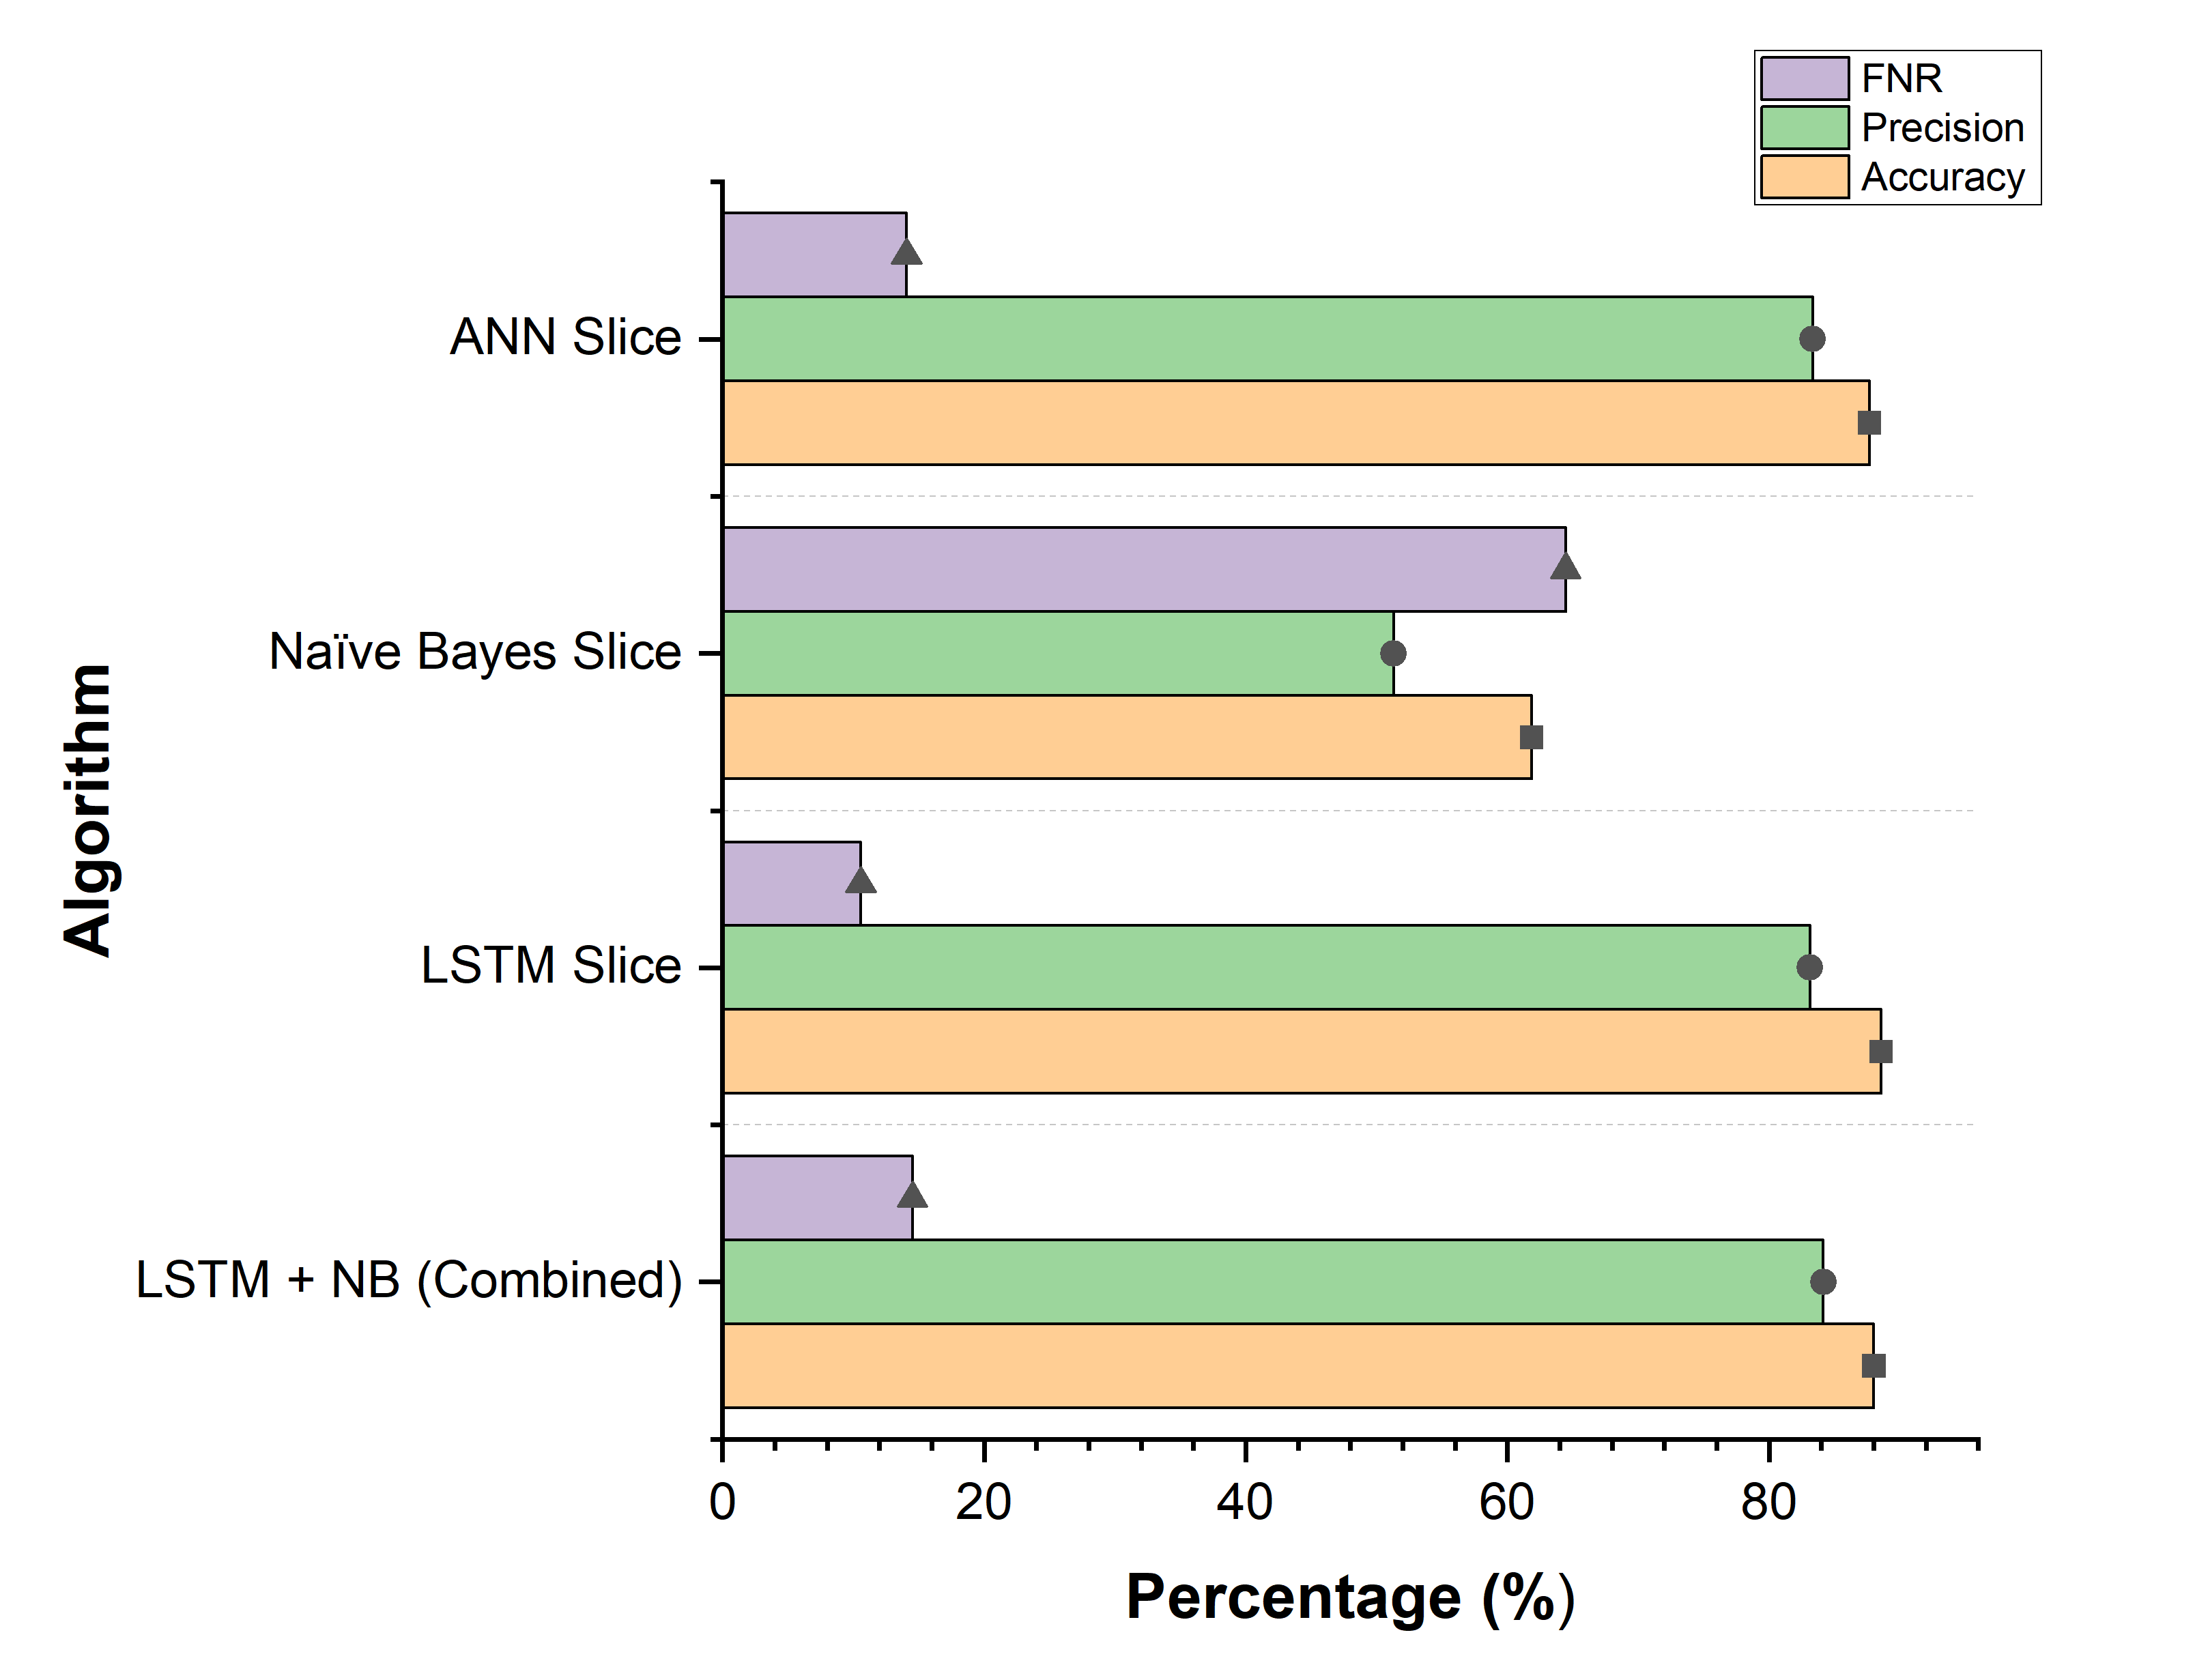 FNR
Precision
Accuracy
ANN Slice
Naïve Bayes Slice
LSTM Slice
LSTM + NB (Combined)
Algorithm
0 20 40 60 80
Percentage (%)